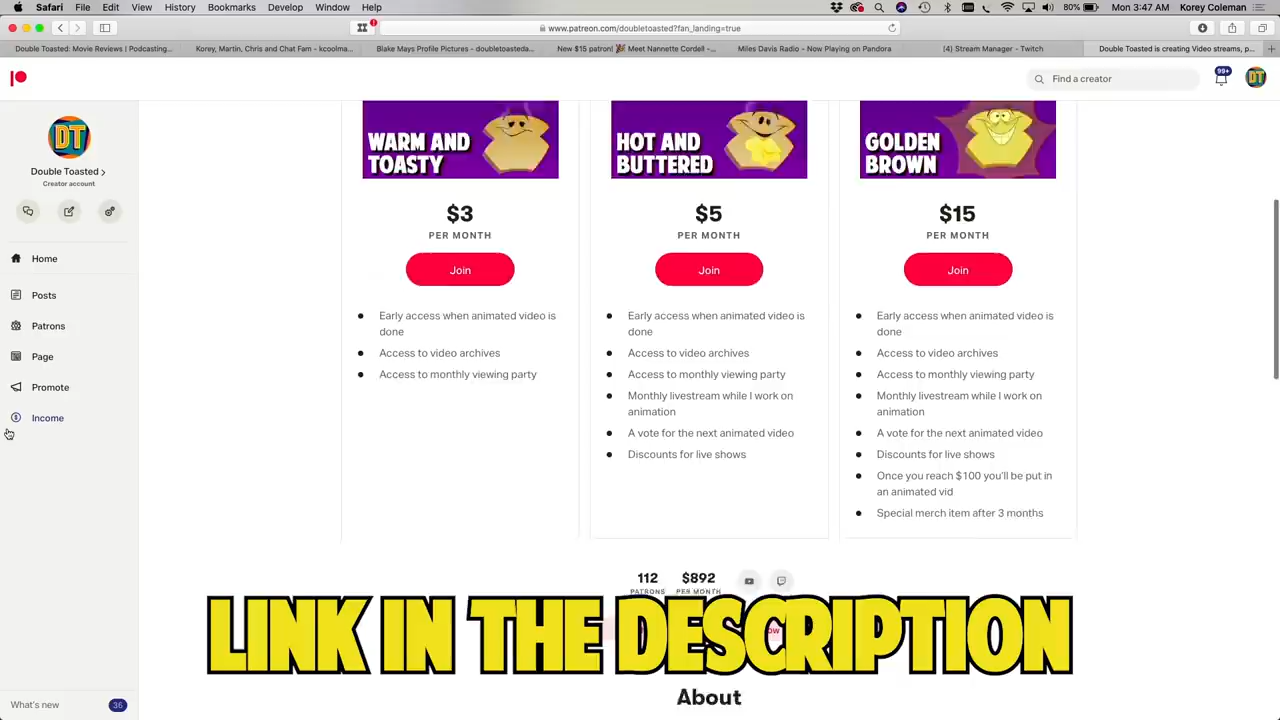 Safari File Edit View History Bookmarks Develop Window Help
80% Mon 3:47 AM Korey Coleman
www.patreon.com/doubletoasted?fan_landing=true
Double Toasted: Movie Reviews | Podcasting...
Korey, Martin, Chris and Chat Fam - kcoolma...
Blake Mays Profile Pictures - doubletoasteda...
New $15 patron! 🎉 Meet Nannette Cordell -...
Miles Davis Radio - Now Playing on Pandora
(4) Stream Manager - Twitch
Double Toasted is creating Video streams, p...
Find a creator
99+
DT
DT
Double Toasted
Creator account
Home
Posts
Patrons
Page
Promote
Income
What's new
36
WARM AND
TOASTY
$3
PER MONTH
Join
Early access when animated video is
done
Access to video archives
Access to monthly viewing party
HOT AND
BUTTERED
$5
PER MONTH
Join
Early access when animated video is
done
Access to video archives
Access to monthly viewing party
Monthly livestream while I work on
animation
A vote for the next animated video
Discounts for live shows
GOLDEN
BROWN
$15
PER MONTH
Join
Early access when animated video is
done
Access to video archives
Access to monthly viewing party
Monthly livestream while I work on
animation
A vote for the next animated video
Discounts for live shows
Once you reach $100 you'll be put in
an animated vid
Special merch item after 3 months
112 $892
PATRONS PER MONTH
LINK IN THE DESCRIPTION
About